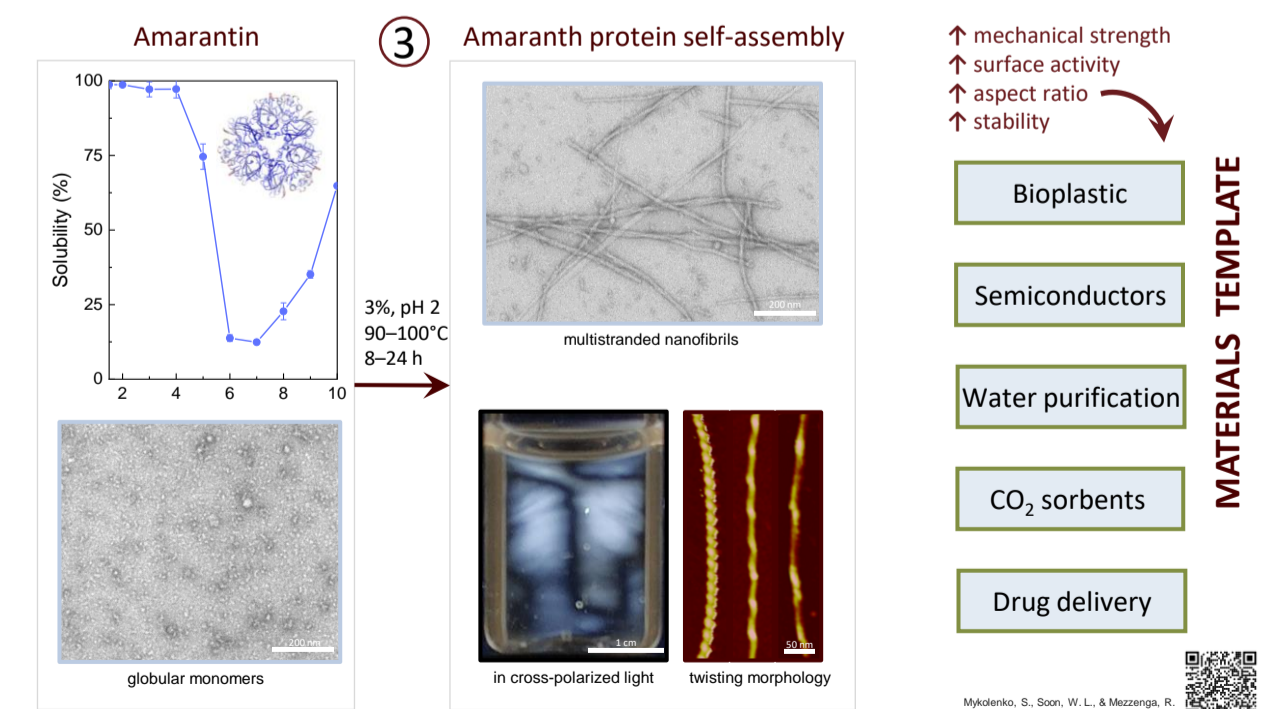 Amarantin
3
Amaranth protein self-assembly
100
75
50
25
0
Solubility (%)
2
4
6
8
10
200 nm
globular monomers
3%, pH 2
90–100°C
8–24 h
200 nm
multistranded nanofibrils
1 cm
in cross-polarized light
50 nm
twisting morphology
↑ mechanical strength
↑ surface activity
↑ aspect ratio
↑ stability
Bioplastic
Semiconductors
Water purification
CO₂ sorbents
Drug delivery
MATERIALS TEMPLATE
Mykolenko, S., Soon, W. L., & Mezzenga, R.